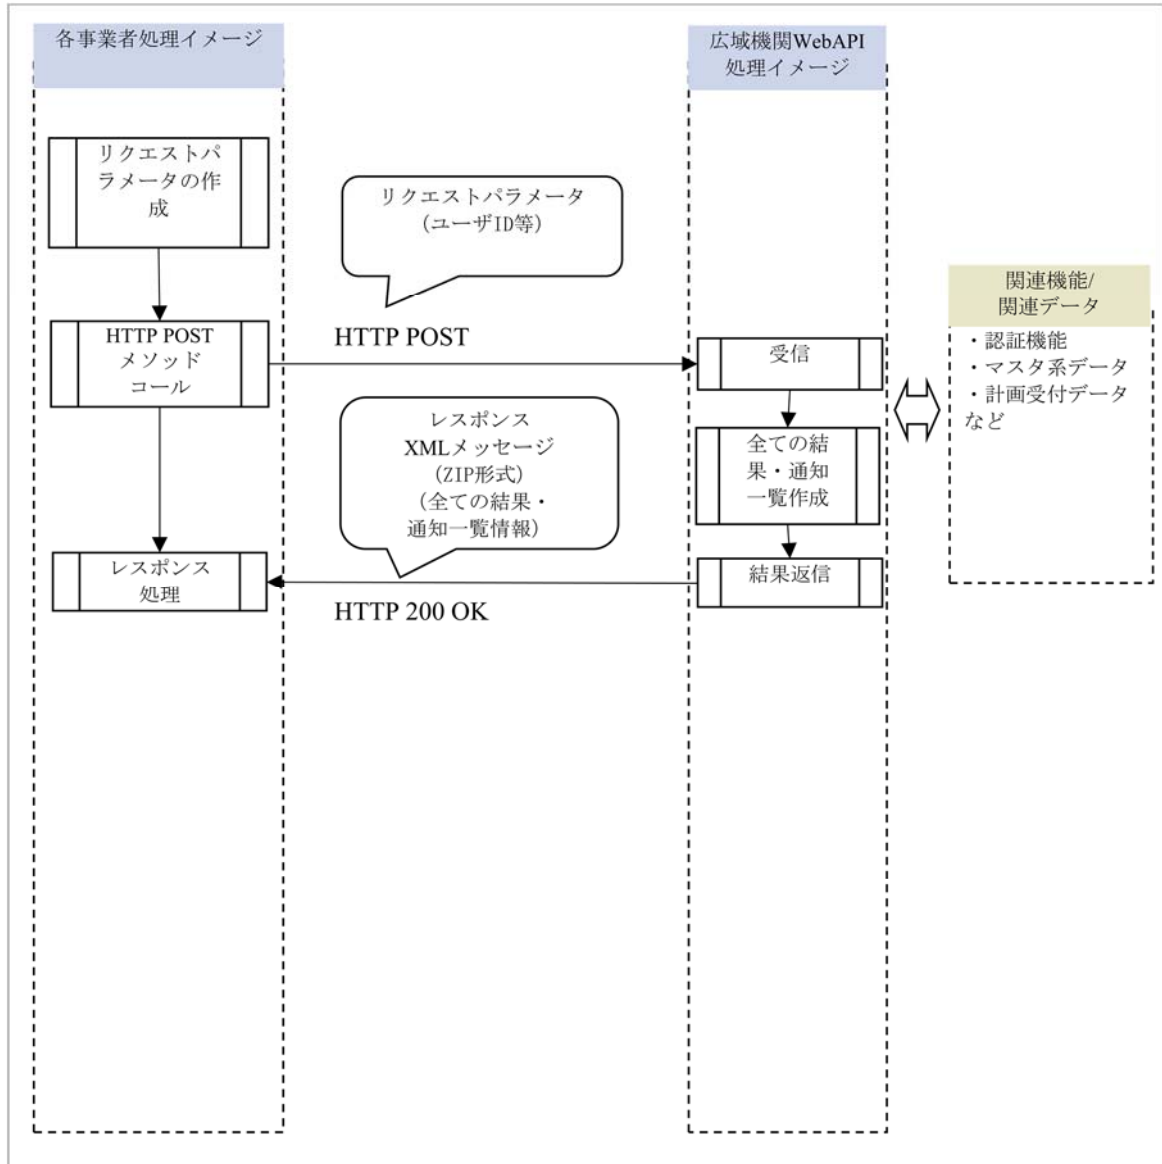 各事業者処理イメージ
広域機関WebAPI
処理イメージ
リクエストパ
ラメータの作
成
リクエストパラメータ
（ユーザID等）
関連機能/
関連データ
・認証機能
・マスタ系データ
・計画受付データ
など
HTTP POST
メソッド
コール
HTTP POST
受信
レスポンス
XMLメッセージ
（ZIP形式）
（全ての結果・
通知一覧情報）
全ての結
果・通知
一覧作成
レスポンス
処理
HTTP 200 OK
結果返信